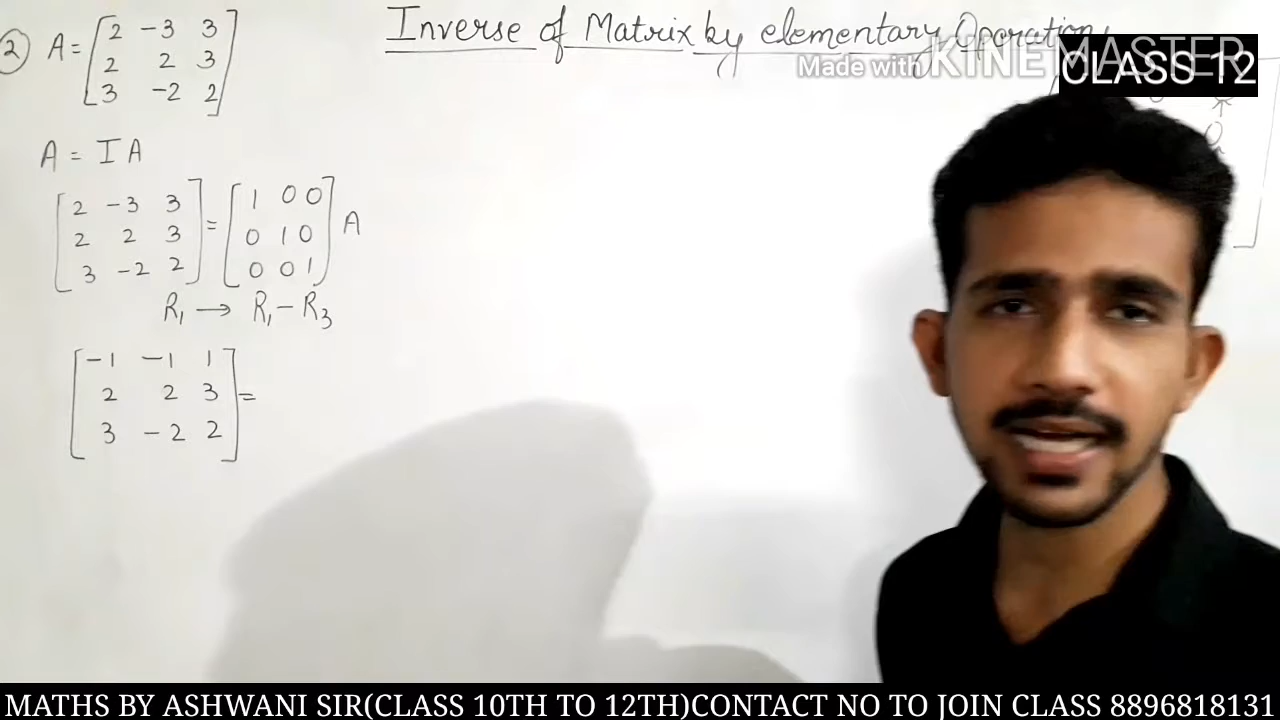 Inverse of Matrix by elementary Operation
Made with KINEMASTER
CLASS 12
2 A = [ 2 -3 3
2 2 3
3 -2 2 ]
A = I A
[ 2 -3 3 ] = [ 1 0 0 ] A
[ 2 2 3 ] [ 0 1 0 ]
[ 3 -2 2 ] [ 0 0 1 ]
R₁ → R₁ - R₃
[ -1 -1 1 ] =
[ 2 2 3 ]
[ 3 -2 2 ]
MATHS BY ASHWANI SIR(CLASS 10TH TO 12TH)CONTACT NO TO JOIN CLASS 8896818131